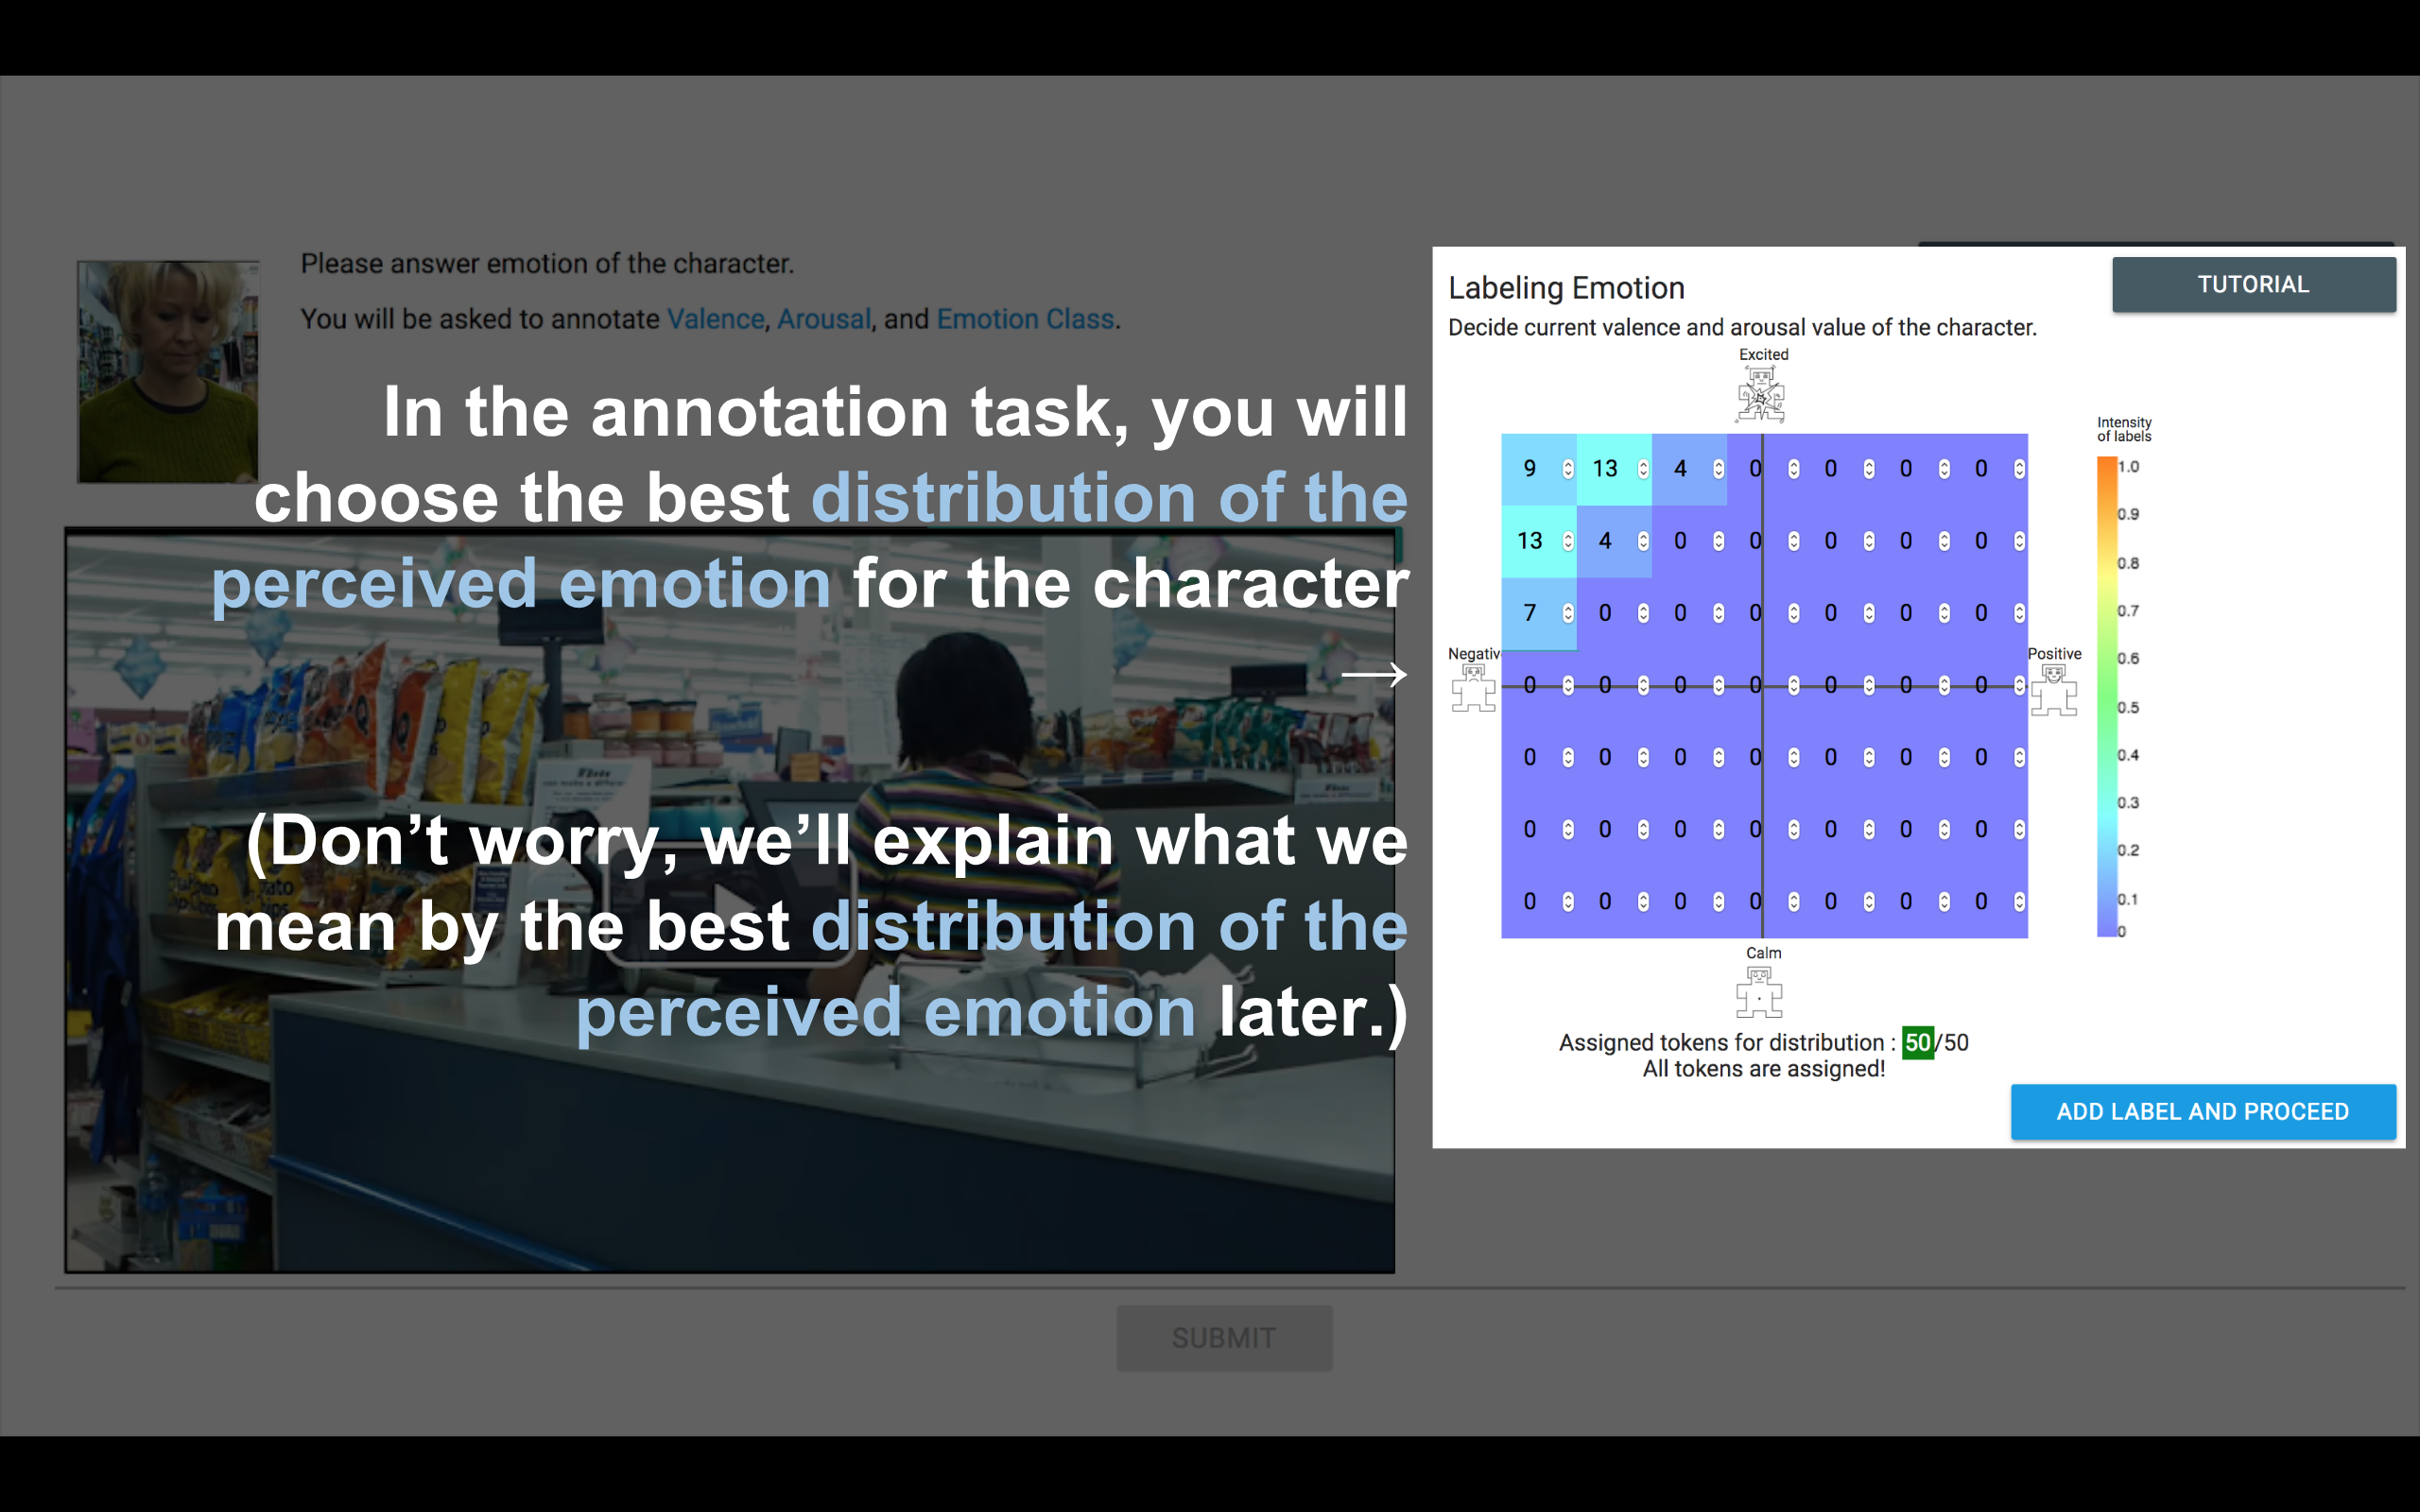 Please answer emotion of the character.
You will be asked to annotate Valence, Arousal, and Emotion Class.
In the annotation task, you will
choose the best distribution of the
perceived emotion for the character
→
(Don’t worry, we’ll explain what we
mean by the best distribution of the
perceived emotion later.)
SUBMIT
Labeling Emotion
TUTORIAL
Decide current valence and arousal value of the character.
Excited
Intensity
of labels
9 13 4 0 0 0 0
13 4 0 0 0 0 0
7 0 0 0 0 0 0
Negativ
Positive
0 0 0 0 0 0 0
0 0 0 0 0 0 0
0 0 0 0 0 0 0
0 0 0 0 0 0 0
1.0
0.9
0.8
0.7
0.6
0.5
0.4
0.3
0.2
0.1
0
Calm
Assigned tokens for distribution : 50/50
All tokens are assigned!
ADD LABEL AND PROCEED